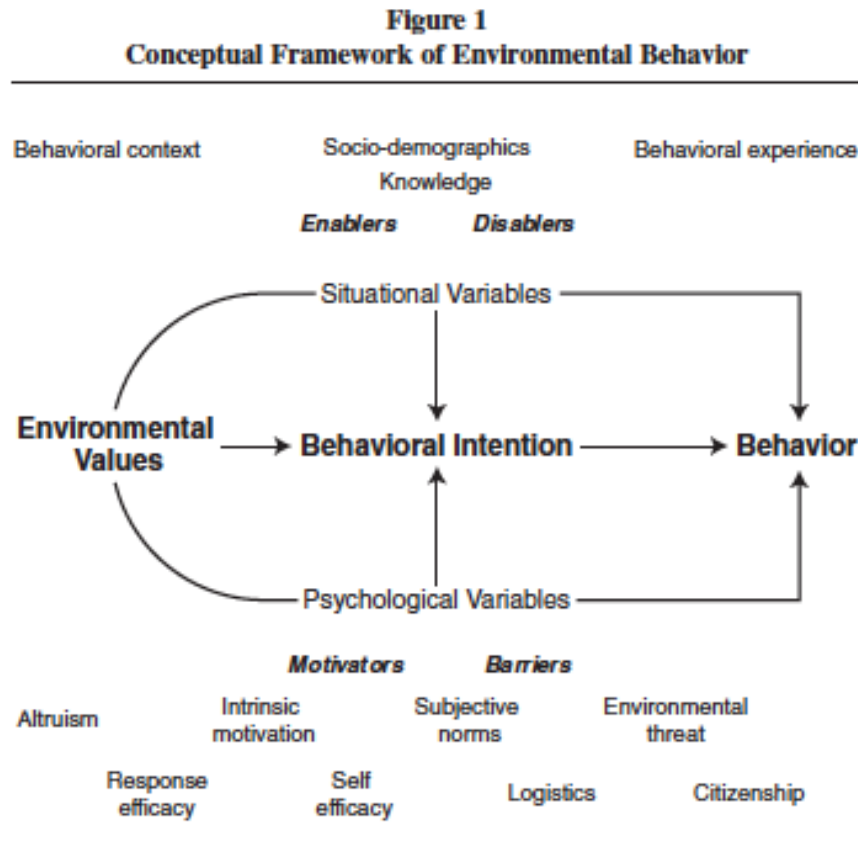 Figure 1
Conceptual Framework of Environmental Behavior
Behavioral context
Socio-demographics
Behavioral experience
Knowledge
Enablers
Disablers
Situational Variables
Environmental
Values
Behavioral Intention
Behavior
Psychological Variables
Motivators
Barriers
Altruism
Intrinsic
motivation
Subjective
norms
Environmental
threat
Response
efficacy
Self
efficacy
Logistics
Citizenship